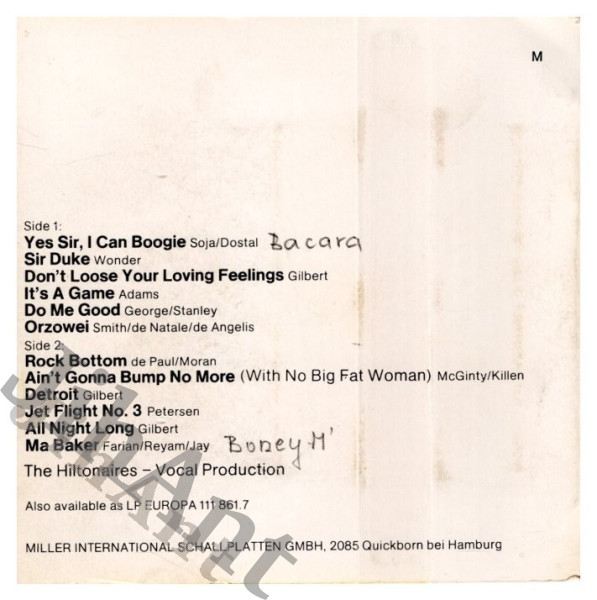 M
Side 1:
Yes Sir, I Can Boogie Soja/Dostal Bacara
Sir Duke Wonder
Don't Loose Your Loving Feelings Gilbert
It's A Game Adams
Do Me Good George/Stanley
Orzowei Smith/de Natale/de Angelis
Side 2:
Rock Bottom de Paul/Moran
Ain't Gonna Bump No More (With No Big Fat Woman) McGinty/Killen
Detroit Gilbert
Jet Flight No. 3 Petersen
All Night Long Gilbert
Ma Baker Farian/Reyam/Jay Boney M'
The Hiltonaires – Vocal Production
Also available as LP EUROPA 111 861.7
MILLER INTERNATIONAL SCHALLPLATTEN GMBH, 2085 Quickborn bei Hamburg